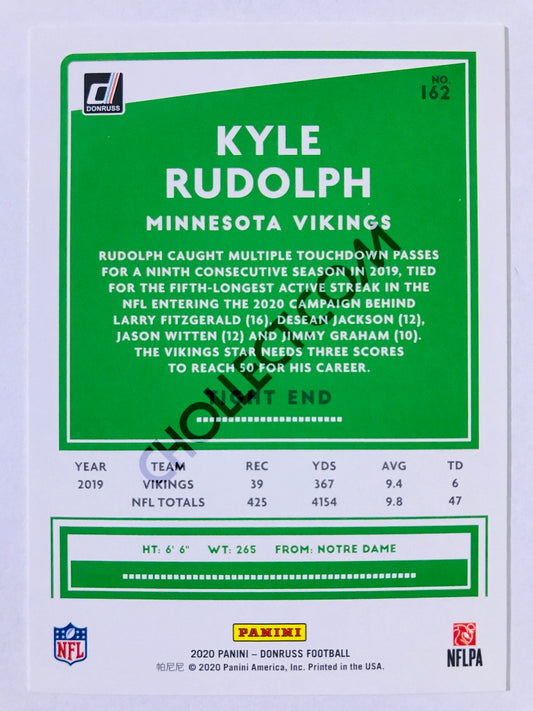 DONRUSS
NO.
162
KYLE
RUDOLPH
MINNESOTA VIKINGS
RUDOLPH CAUGHT MULTIPLE TOUCHDOWN PASSES
FOR A NINTH CONSECUTIVE SEASON IN 2019, TIED
FOR THE FIFTH-LONGEST ACTIVE STREAK IN THE
NFL ENTERING THE 2020 CAMPAIGN BEHIND
LARRY FITZGERALD (16), DESEAN JACKSON (12),
JASON WITTEN (12) AND JIMMY GRAHAM (10).
THE VIKINGS STAR NEEDS THREE SCORES
TO REACH 50 FOR HIS CAREER.
TIGHT END
CHOLLECT.COM
YEAR TEAM REC YDS AVG TD
2019 VIKINGS 39 367 9.4 6
NFL TOTALS 425 4154 9.8 47
HT: 6' 6" WT: 265 FROM: NOTRE DAME
PANINI
NFL
NFLPA
2020 PANINI – DONRUSS FOOTBALL
帕尼尼 © 2020 Panini America, Inc. Printed in the USA.